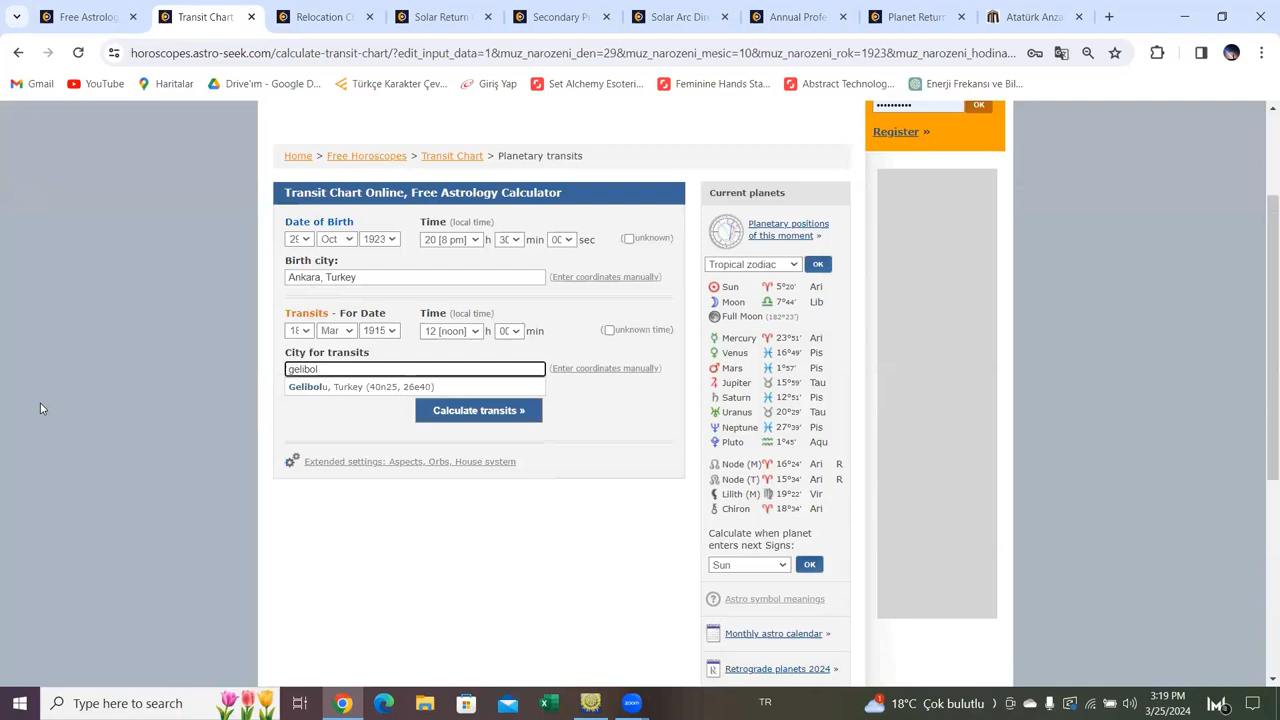 Free Astrolog
Transit Chart
Relocation C
Solar Return
Secondary P
Solar Arc Di
Annual Profe
Planet Return
Atatürk Anza
horoscopes.astro-seek.com/calculate-transit-chart/?edit_input_data=1&muz_narozeni_den=29&muz_narozeni_mesic=10&muz_narozeni_rok=1923&muz_narozeni_hodina...
Gmail
YouTube
Haritalar
Drive'ım - Google D...
Türkçe Karakter Çev...
Giriş Yap
Set Alchemy Esoteri...
Feminine Hands Sta...
Abstract Technolog...
Enerji Frekansı ve Bil...
•••••••••• OK
Register »
Home > Free Horoscopes > Transit Chart > Planetary transits
Transit Chart Online, Free Astrology Calculator
Date of Birth Time (local time)
29 Oct 1923 20 [8 pm] h 30 min 00 sec (unknown)
Birth city:
Ankara, Turkey (Enter coordinates manually)
Transits - For Date Time (local time)
18 Mar 1915 12 [noon] h 00 min (unknown time)
City for transits
gelibol (Enter coordinates manually)
Gelibolu, Turkey (40n25, 26e40)
Calculate transits »
Extended settings: Aspects, Orbs, House system
Current planets
Planetary positions
of this moment »
Tropical zodiac OK
Sun 5°20' Ari
Moon 7°44' Lib
Full Moon (182°23')
Mercury 23°51' Ari
Venus 16°49' Pis
Mars 1°57' Pis
Jupiter 15°59' Tau
Saturn 12°51' Pis
Uranus 20°29' Tau
Neptune 27°39' Pis
Pluto 1°45' Aqu
Node (M) 16°24' Ari R
Node (T) 15°34' Ari R
Lilith (M) 19°22' Vir
Chiron 18°34' Ari
Calculate when planet
enters next Signs:
Sun OK
Astro symbol meanings
Monthly astro calendar »
Retrograde planets 2024 »
Type here to search
TR
18°C Çok bulutlu
3:19 PM
3/25/2024